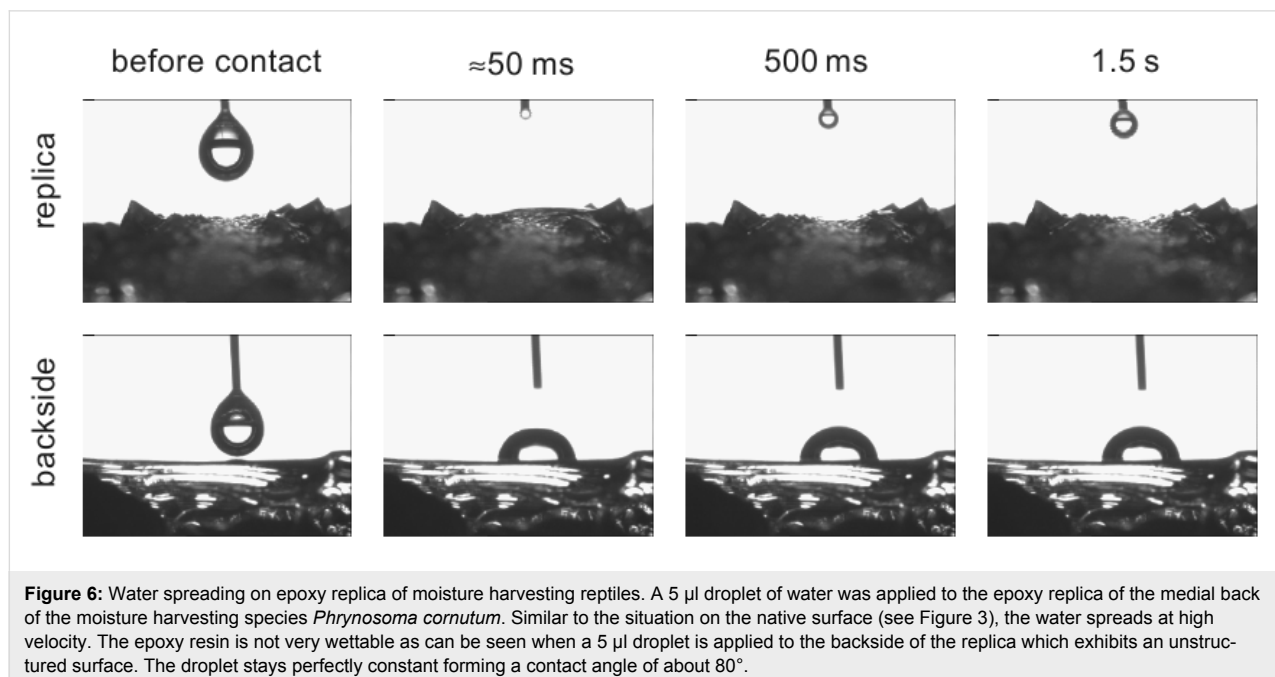 before contact ≈50 ms 500 ms 1.5 s
replica
backside
Figure 6: Water spreading on epoxy replica of moisture harvesting reptiles. A 5 µl droplet of water was applied to the epoxy replica of the medial back
of the moisture harvesting species Phrynosoma cornutum. Similar to the situation on the native surface (see Figure 3), the water spreads at high
velocity. The epoxy resin is not very wettable as can be seen when a 5 µl droplet is applied to the backside of the replica which exhibits an unstruc-
tured surface. The droplet stays perfectly constant forming a contact angle of about 80°.